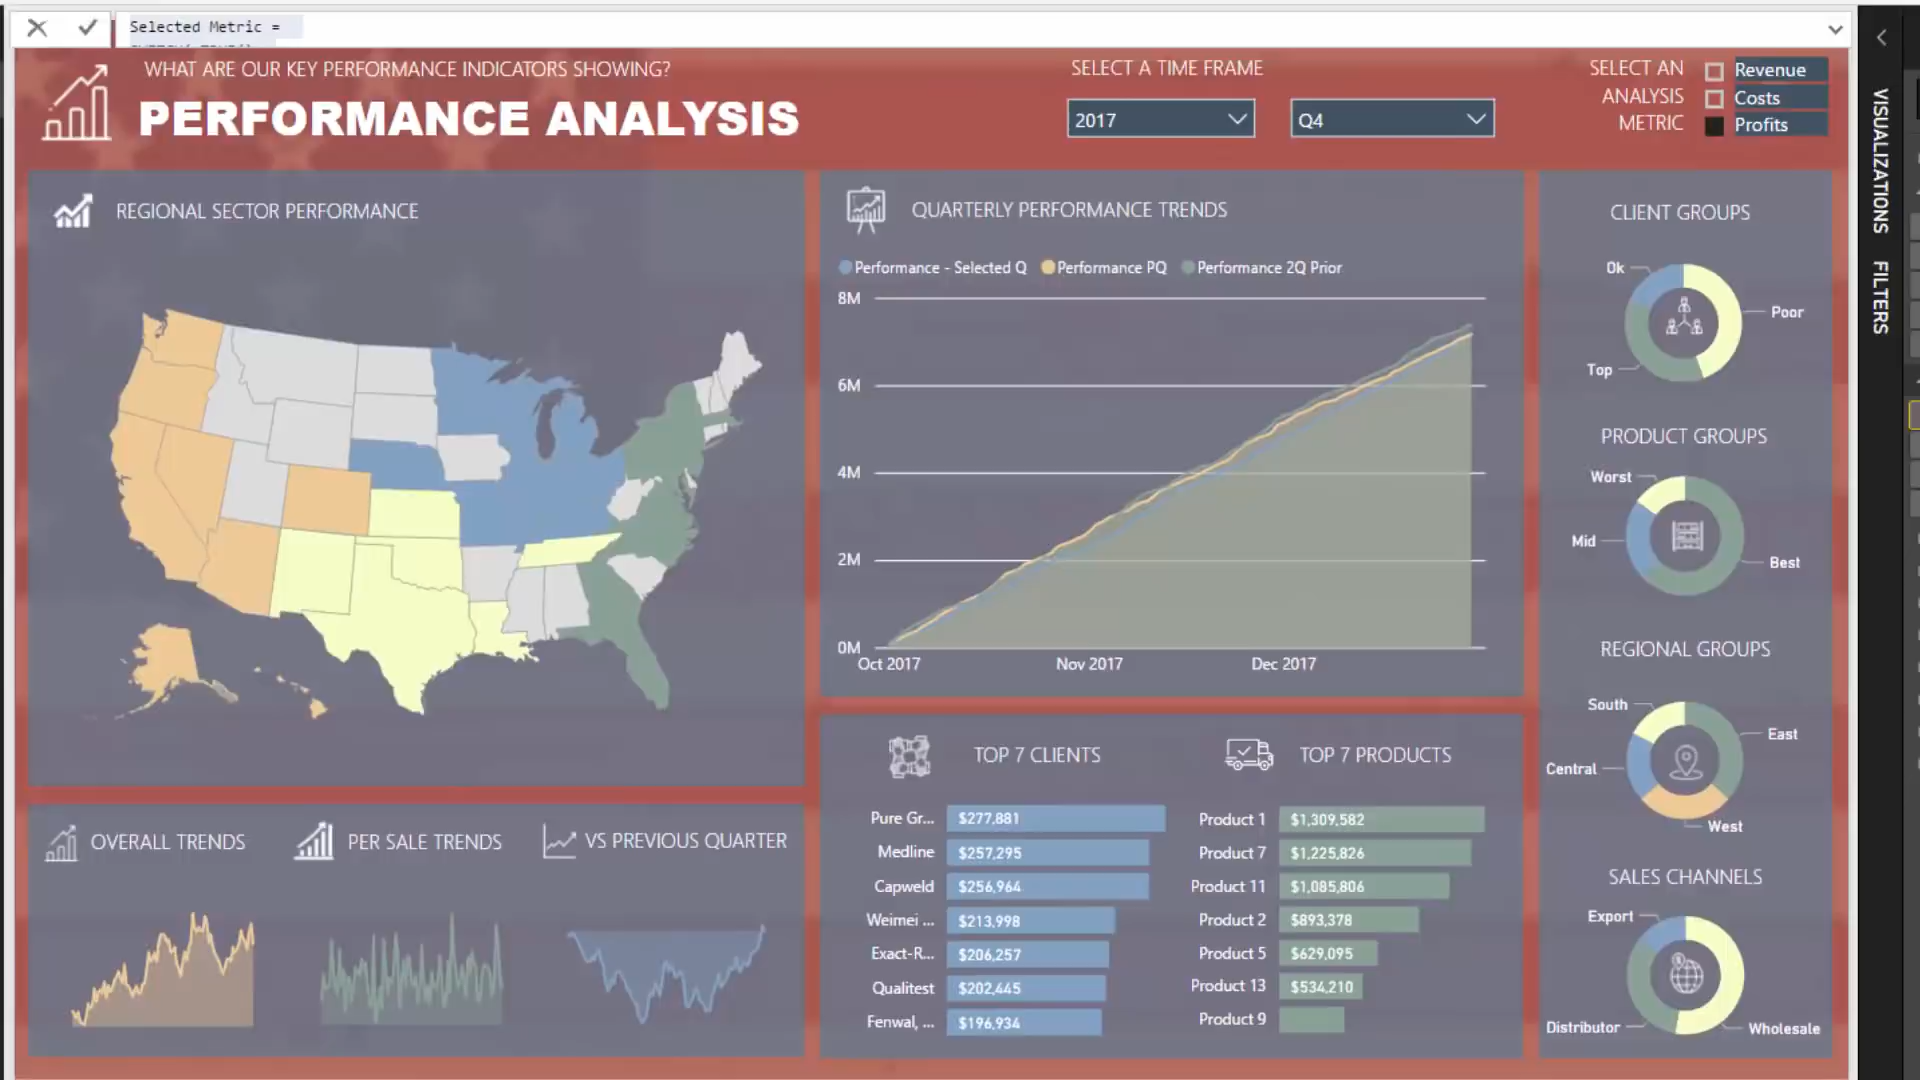 Selected Metric =
WHAT ARE OUR KEY PERFORMANCE INDICATORS SHOWING?
PERFORMANCE ANALYSIS
SELECT A TIME FRAME
2017
Q4
SELECT AN
ANALYSIS
METRIC
Revenue
Costs
Profits
VISUALIZATIONS
FILTERS
REGIONAL SECTOR PERFORMANCE
QUARTERLY PERFORMANCE TRENDS
Performance - Selected Q
Performance PQ
Performance 2Q Prior
8M
6M
4M
2M
0M
Oct 2017
Nov 2017
Dec 2017
CLIENT GROUPS
Ok
Poor
Top
PRODUCT GROUPS
Worst
Mid
Best
REGIONAL GROUPS
South
East
Central
West
SALES CHANNELS
Export
Distributor
Wholesale
OVERALL TRENDS
PER SALE TRENDS
VS PREVIOUS QUARTER
TOP 7 CLIENTS
Pure Gr... $277,881
Medline $257,295
Capweld $256,964
Weimei ... $213,998
Exact-R... $206,257
Qualitest $202,445
Fenwal, ... $196,934
TOP 7 PRODUCTS
Product 1 $1,309,582
Product 7 $1,225,826
Product 11 $1,085,806
Product 2 $893,378
Product 5 $629,095
Product 13 $534,210
Product 9